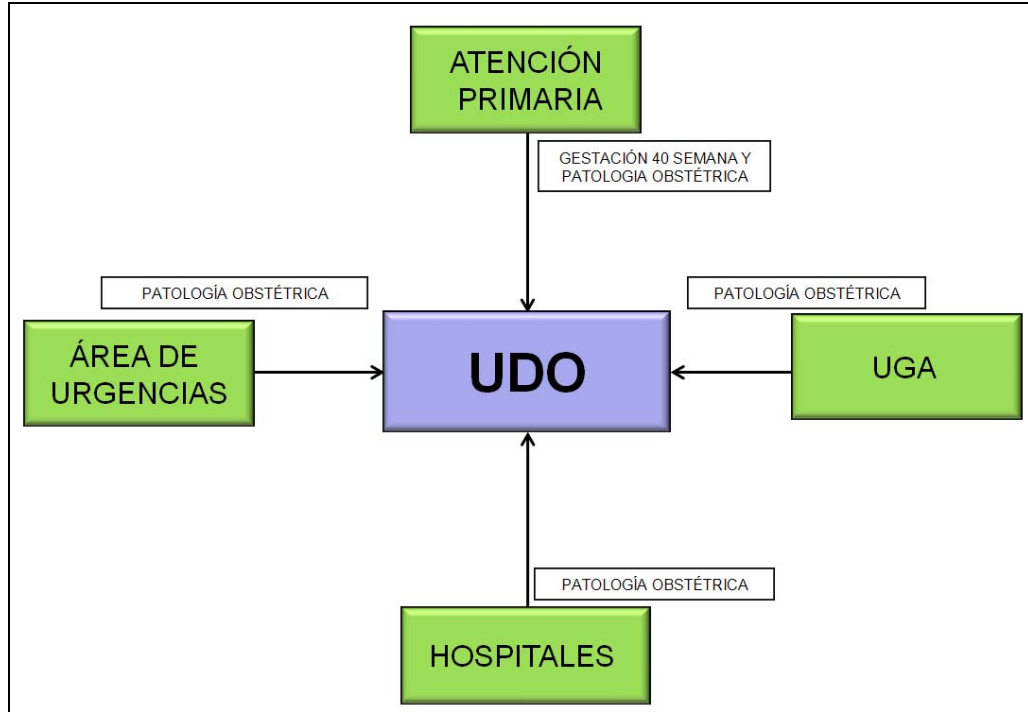 ATENCIÓN
PRIMARIA
GESTACIÓN 40 SEMANA Y
PATOLOGIA OBSTÉTRICA
PATOLOGÍA OBSTÉTRICA
PATOLOGÍA OBSTÉTRICA
ÁREA DE
URGENCIAS
UDO
UGA
PATOLOGÍA OBSTÉTRICA
HOSPITALES